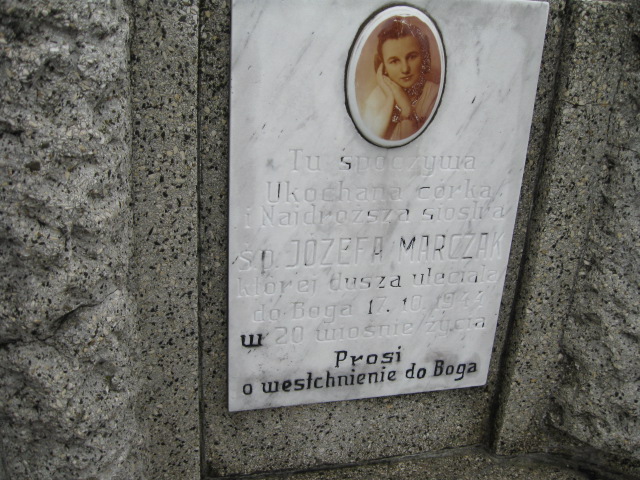 Tu spoczywa
Ukochana córka
i Najdroższa siostra
ś.p. JÓZEFA MARCZAK
której dusza uleciała
do Boga 17.10.1944
w 20 wiośnie życia
Prosi
o westchnienie do Boga